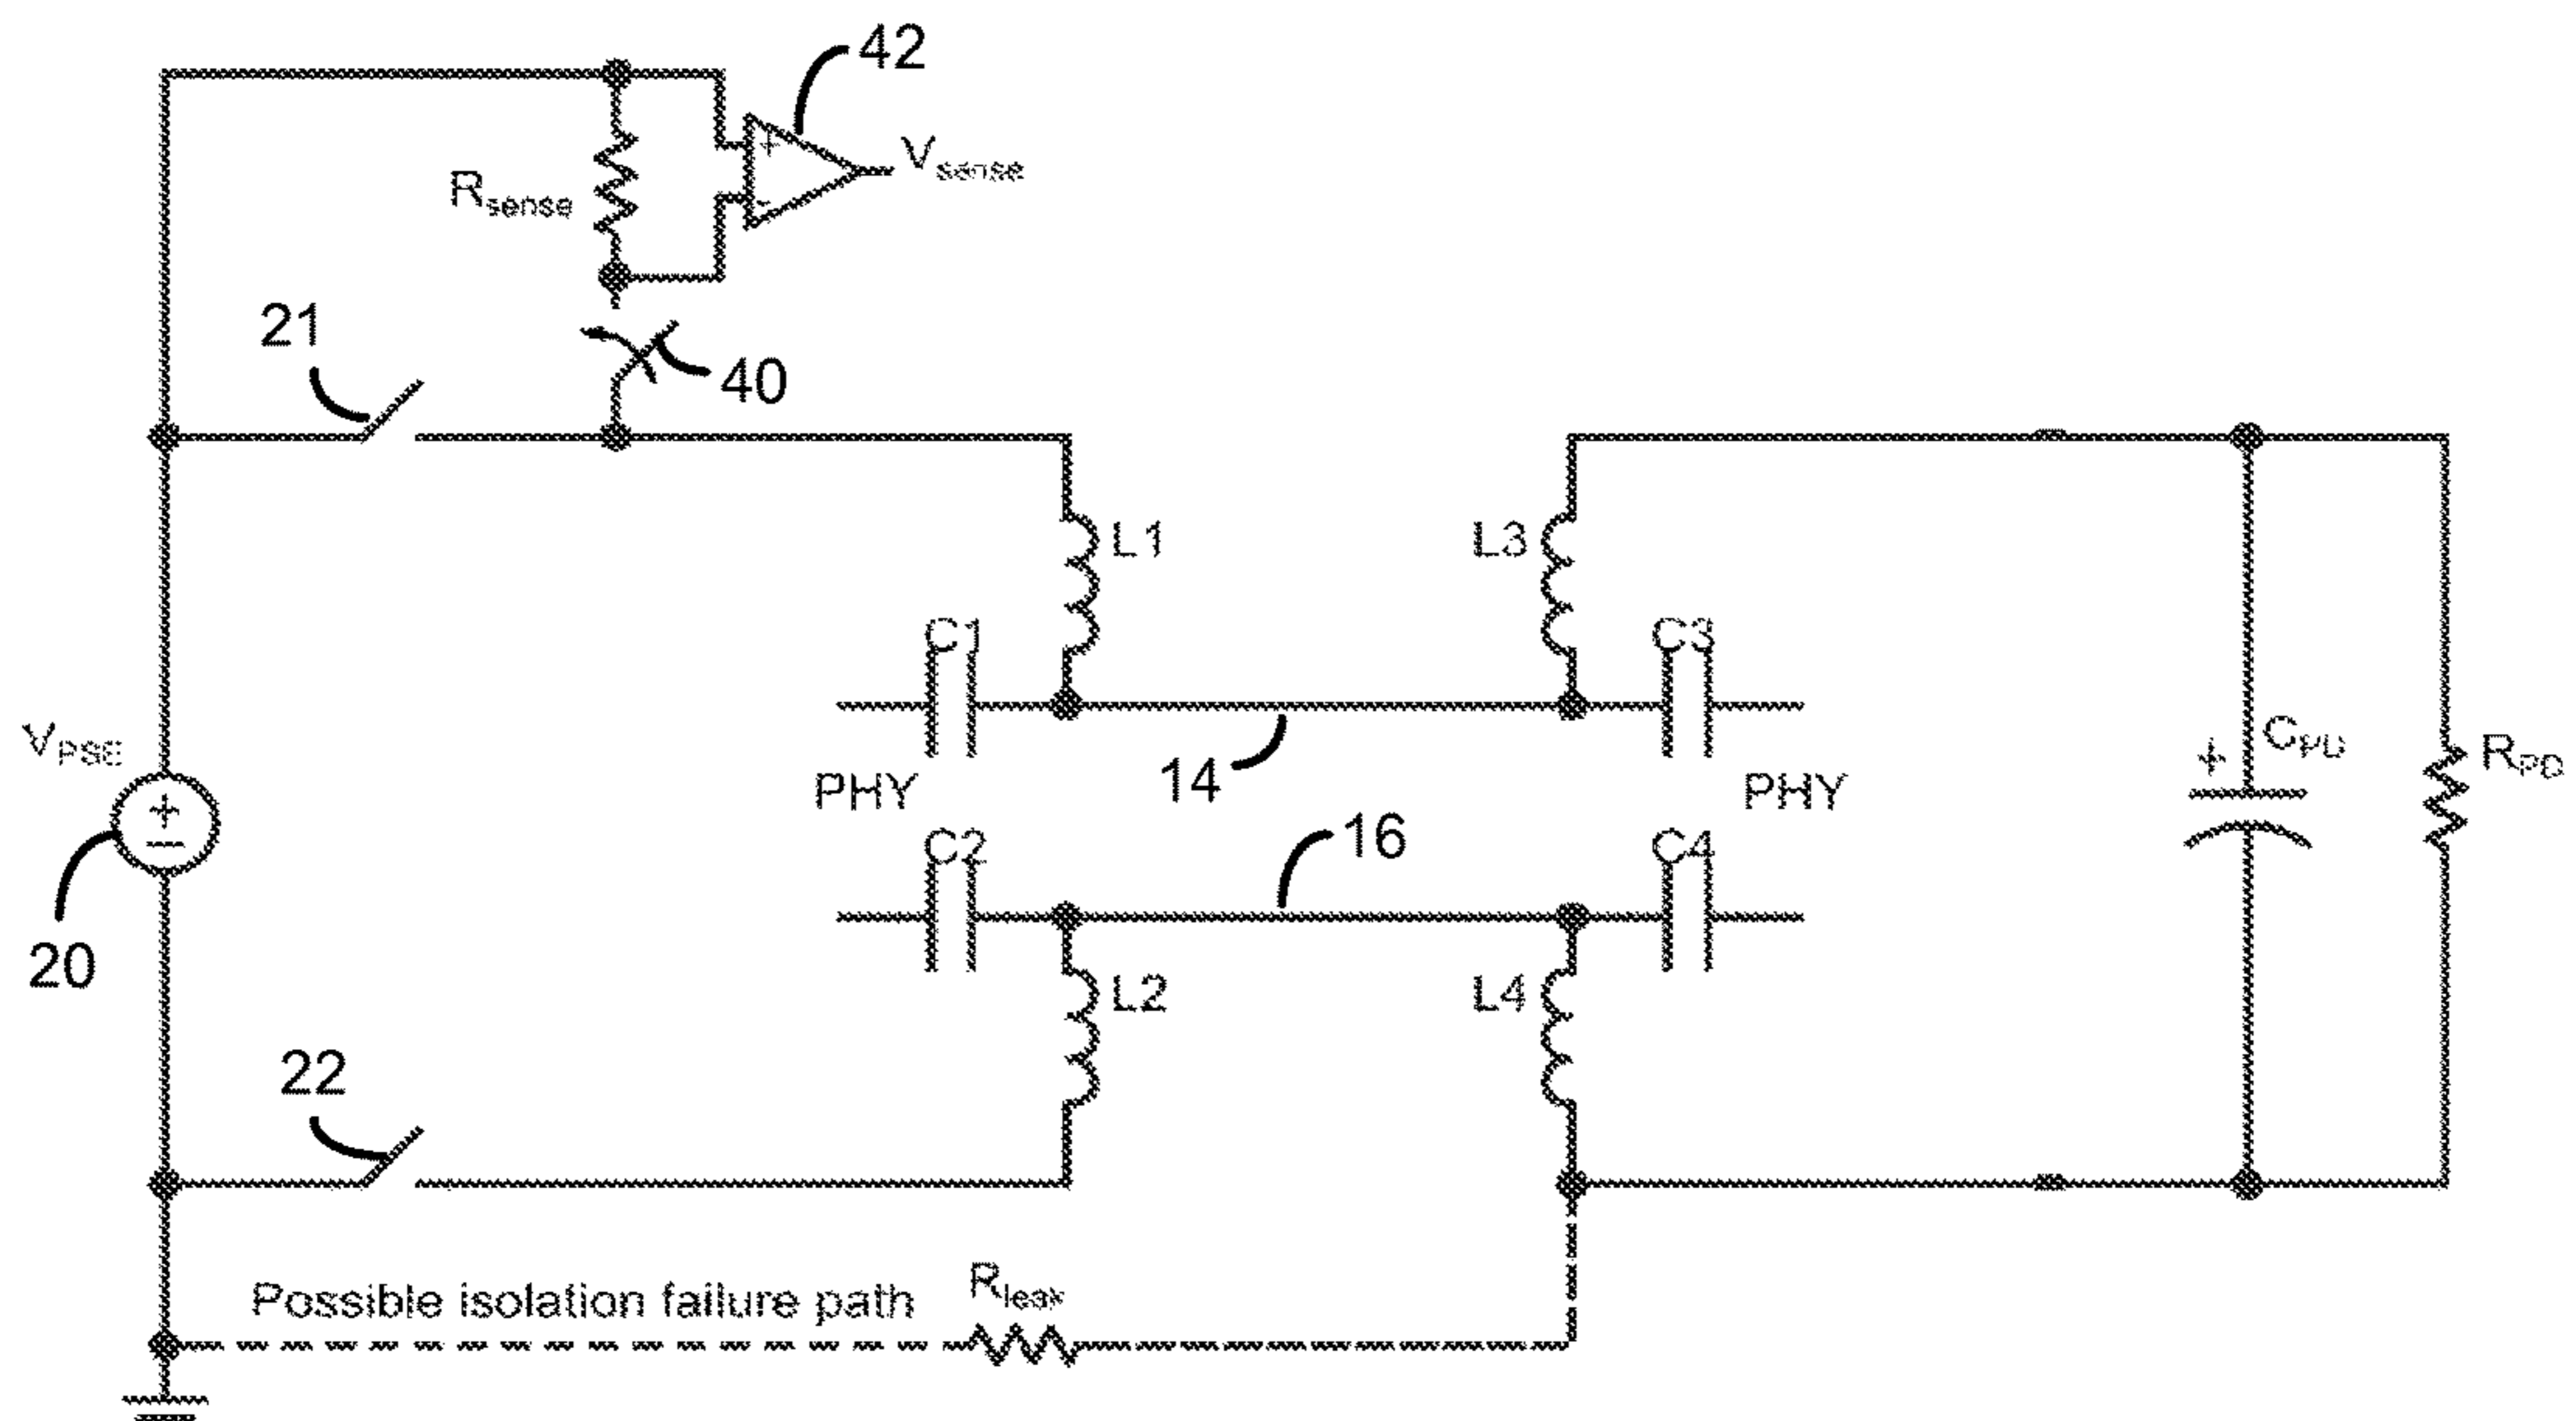 42
+
Vsense
Rsense
-
21
40
L1
L3
C1
C3
VPSE
+
CPD
RPD
PHY
14
PHY
+
16
C2
C4
20
L2
L4
22
Rleak
Possible isolation failure path